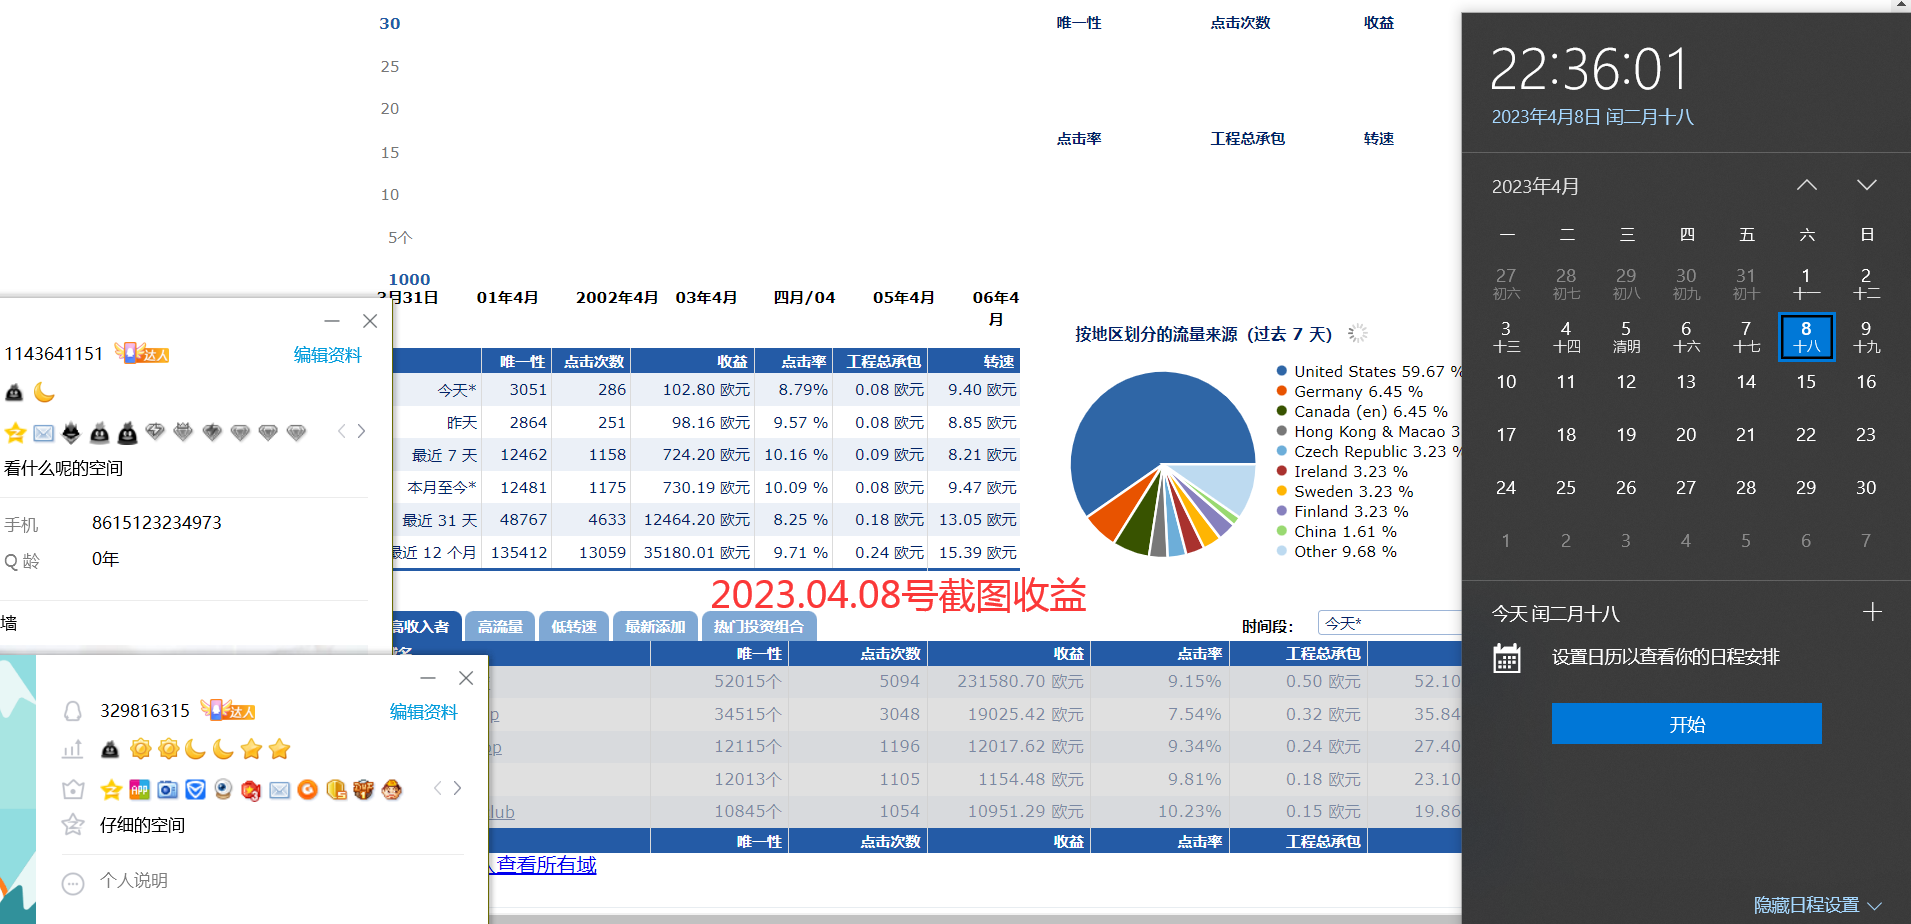 30
25
20
15
10
5个
1000
3月31日 01年4月 2002年4月 03年4月 四月/04 05年4月 06年4月
唯一性 点击次数 收益
点击率 工程总承包 转速
唯一性 点击次数 收益 点击率 工程总承包 转速
今天* 3051 286 102.80 欧元 8.79% 0.08 欧元 9.40 欧元
昨天 2864 251 98.16 欧元 9.57 % 0.08 欧元 8.85 欧元
最近 7 天 12462 1158 724.20 欧元 10.16 % 0.09 欧元 8.21 欧元
本月至今* 12481 1175 730.19 欧元 10.09 % 0.08 欧元 9.47 欧元
最近 31 天 48767 4633 12464.20 欧元 8.25 % 0.18 欧元 13.05 欧元
最近 12 个月 135412 13059 35180.01 欧元 9.71 % 0.24 欧元 15.39 欧元
按地区划分的流量来源（过去 7 天）
United States 59.67 %
Germany 6.45 %
Canada (en) 6.45 %
Hong Kong & Macao 3
Czech Republic 3.23 %
Ireland 3.23 %
Sweden 3.23 %
Finland 3.23 %
China 1.61 %
Other 9.68 %
2023.04.08号截图收益
高收入者 高流量 低转速 最新添加 热门投资组合
时间段： 今天*
域名 唯一性 点击次数 收益 点击率 工程总承包
52015个 5094 231580.70 欧元 9.15% 0.50 欧元 52.10
p 34515个 3048 19025.42 欧元 7.54% 0.32 欧元 35.84
op 12115个 1196 12017.62 欧元 9.34% 0.24 欧元 27.40
12013个 1105 1154.48 欧元 9.81% 0.18 欧元 23.10
lub 10845个 1054 10951.29 欧元 10.23% 0.15 欧元 19.86
唯一性 点击次数 收益 点击率 工程总承包
查看所有域
1143641151 达人 编辑资料
看什么呢的空间
手机 8615123234973
Q 龄 0年
墙
329816315 达人 编辑资料
APP
仔细的空间
个人说明
22:36:01
2023年4月8日 闰二月十八
2023年4月
一 二 三 四 五 六 日
27 28 29 30 31 1 2
初六 初七 初八 初九 初十 十一 十二
3 4 5 6 7 8 9
十三 十四 清明 十六 十七 十八 十九
10 11 12 13 14 15 16
17 18 19 20 21 22 23
24 25 26 27 28 29 30
1 2 3 4 5 6 7
今天 闰二月十八
设置日历以查看你的日程安排
开始
隐藏日程设置